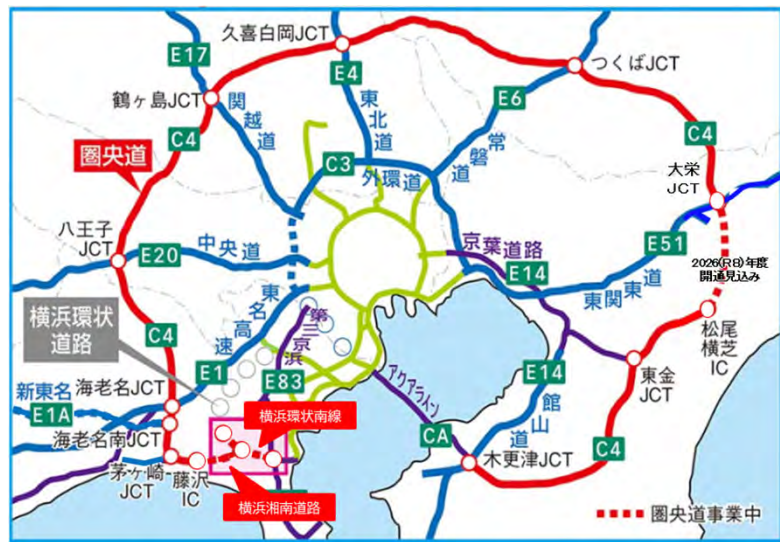 久喜白岡JCT
つくばJCT
鶴ヶ島JCT
E17
関越道
E4
東北道
E6
常磐道
C4
圏央道
C4
C3
外環道
大栄
JCT
八王子
JCT
E20
中央道
京葉道路
E14
E51
東関東道
2026(R8)年度
開通見込み
横浜環状
道路
C4
東名高速
第三京浜
E1
E83
アクアライン
E14
館山道
松尾
横芝
IC
東金
JCT
新東名
E1A
海老名JCT
海老名南JCT
横浜環状南線
CA
C4
茅ヶ崎
JCT
藤沢
IC
横浜湘南道路
木更津JCT
圏央道事業中